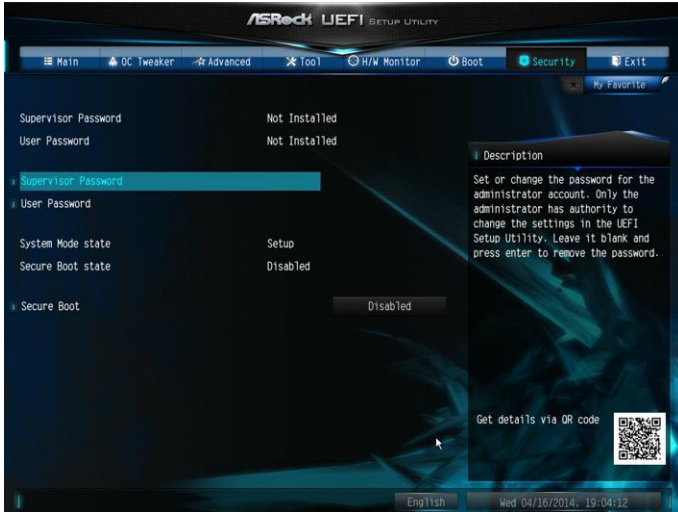 ASRock UEFI SETUP UTILITY
Main OC Tweaker Advanced Tool H/W Monitor Boot Security Exit
My Favorite
Supervisor Password Not Installed
User Password Not Installed
Supervisor Password
User Password
System Mode state Setup
Secure Boot state Disabled
Secure Boot Disabled
Description
Set or change the password for the
administrator account. Only the
administrator has authority to
change the settings in the UEFI
Setup Utility. Leave it blank and
press enter to remove the password.
Get details via QR code
English Wed 04/16/2014, 19:04:12